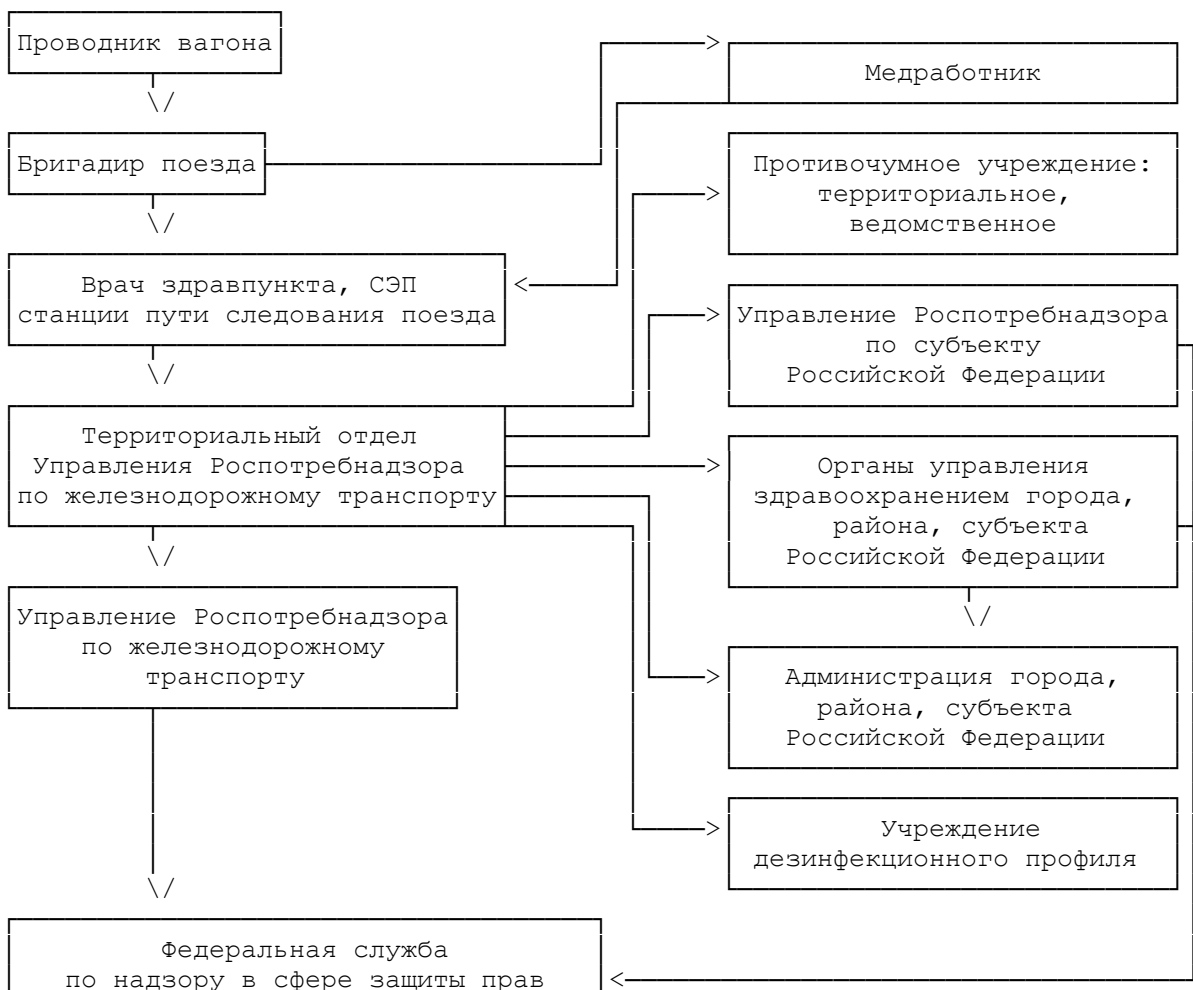 Проводник вагона
Медработник
Бригадир поезда
Противочумное учреждение:
территориальное,
ведомственное
Врач здравпункта, СЭП
станции пути следования поезда
Управление Роспотребнадзора
по субъекту
Российской Федерации
Территориальный отдел
Управления Роспотребнадзора
по железнодорожному транспорту
Органы управления
здравоохранением города,
района, субъекта
Российской Федерации
Управление Роспотребнадзора
по железнодорожному
транспорту
Администрация города,
района, субъекта
Российской Федерации
Учреждение
дезинфекционного профиля
Федеральная служба
по надзору в сфере защиты прав